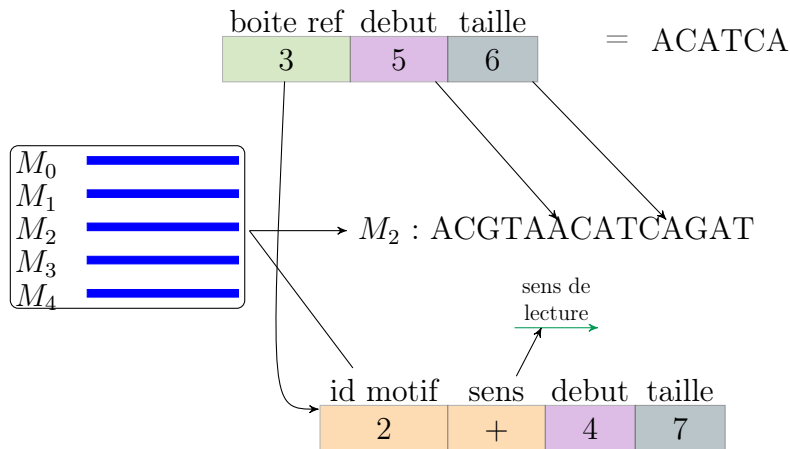 boite ref debut taille
3 5 6
= ACATCA
M0
M1
M2
M3
M4
M2 : ACGTAACATCAGAT
sens de
lecture
id motif sens debut taille
2 + 4 7